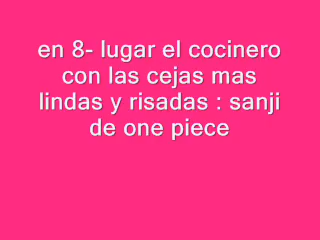 en 8- lugar el cocinero
con las cejas mas
lindas y risadas : sanji
de one piece